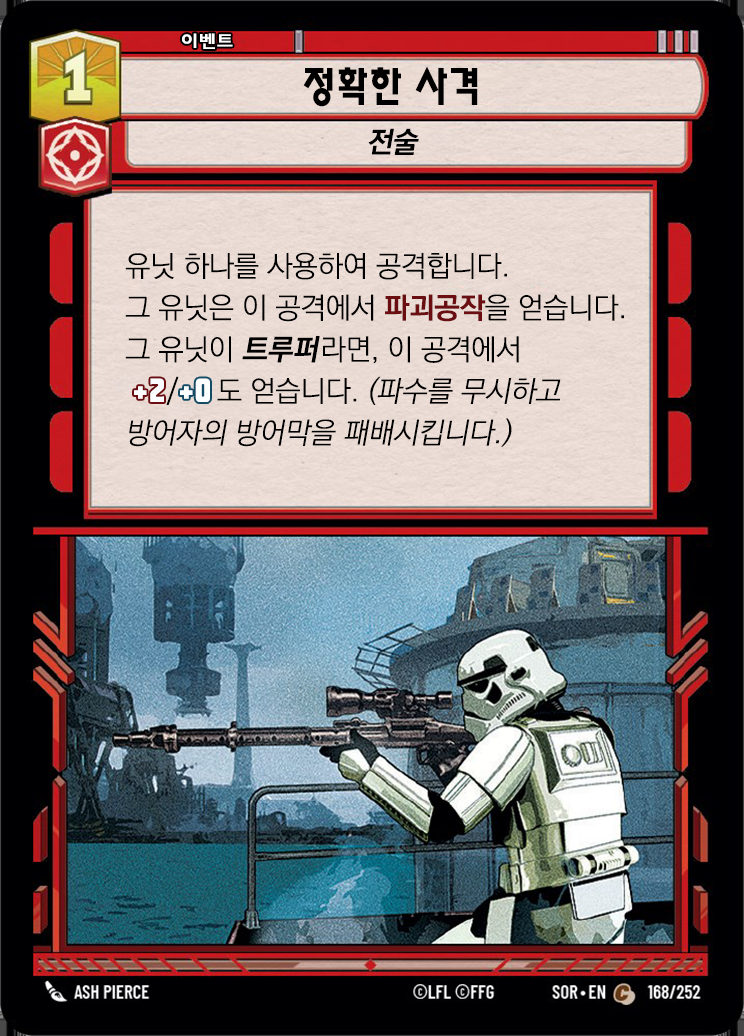 이벤트
1
정확한 사격
전술
유닛 하나를 사용하여 공격합니다.
그 유닛은 이 공격에서 파괴공작을 얻습니다.
그 유닛이 트루퍼라면, 이 공격에서
+2/+0 도 얻습니다. (파수를 무시하고
방어자의 방어막을 패배시킵니다.)
ASH PIERCE
©LFL ©FFG
SOR • EN C 168/252